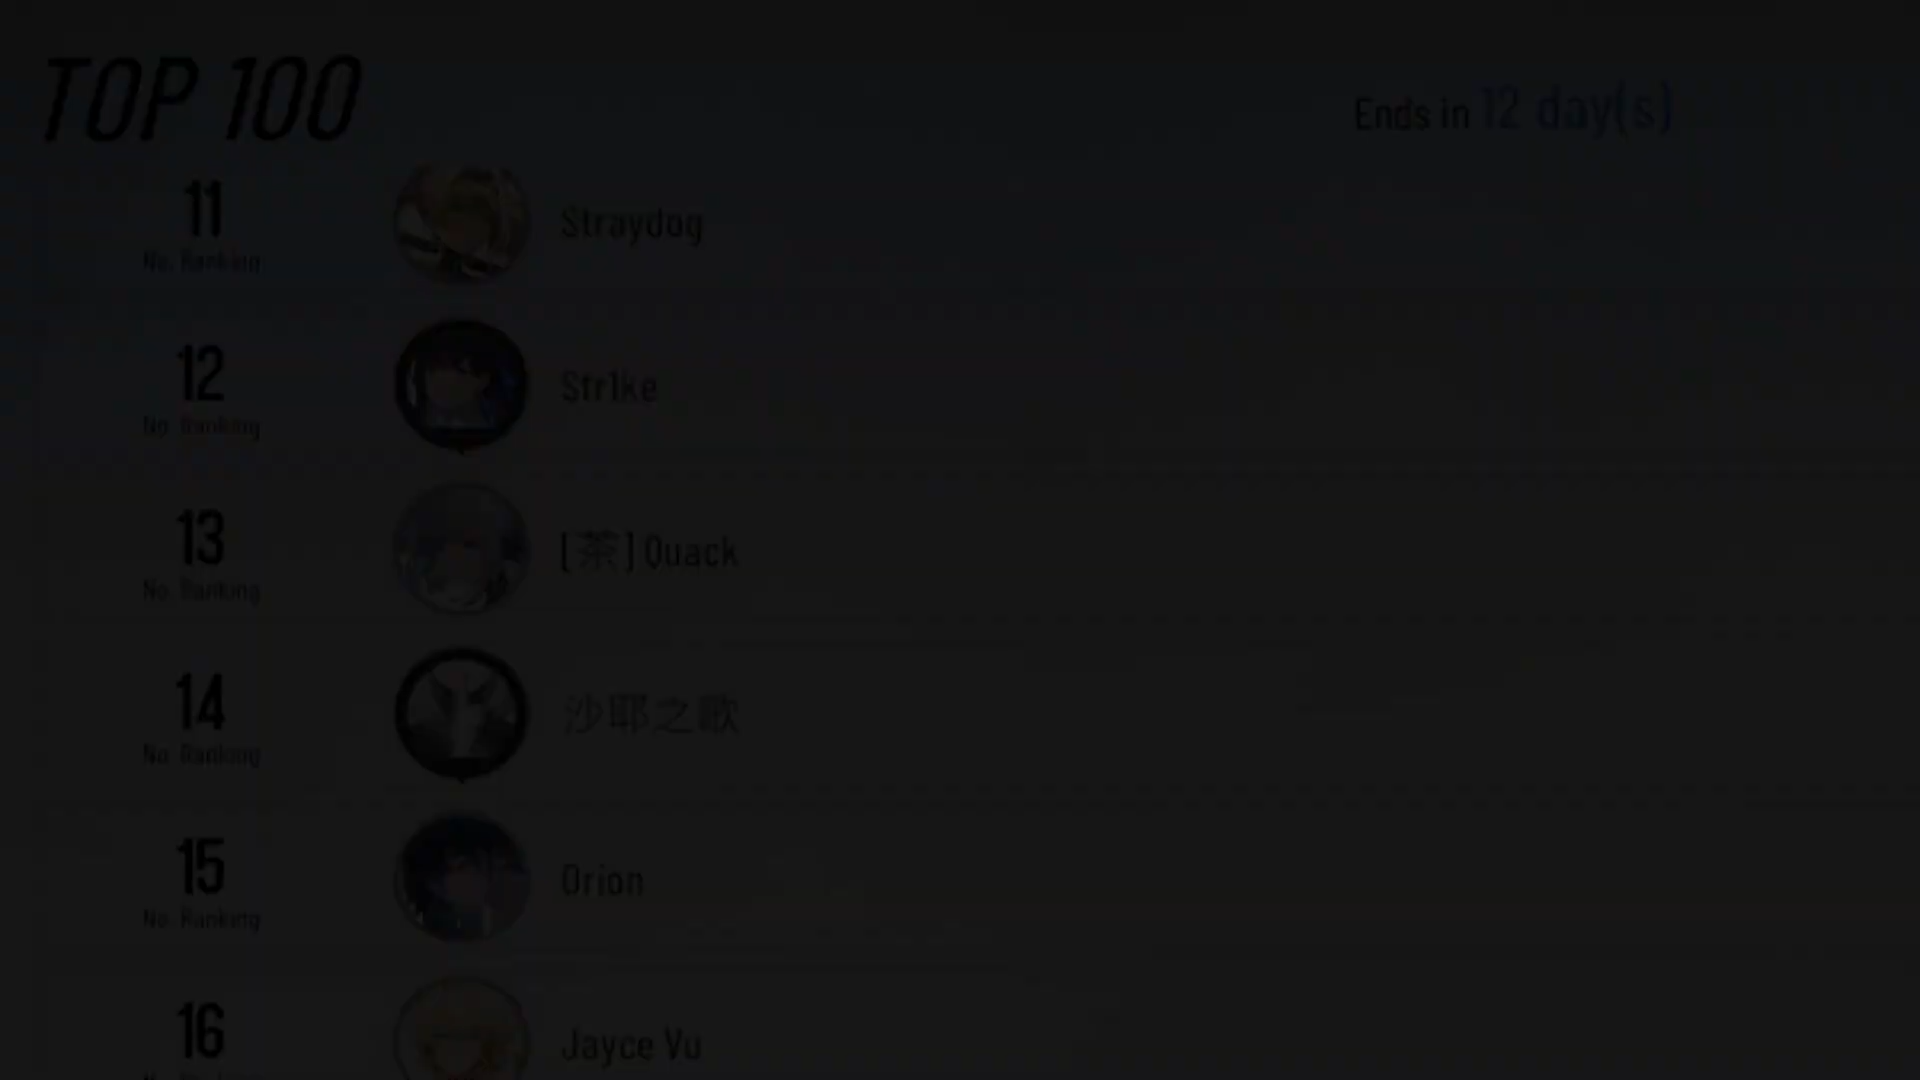 TOP 100
Ends in 12 day(s)
11
No. Ranking
Straydog
12
No. Ranking
Str1ke
13
No. Ranking
[茶]Quack
14
No. Ranking
沙耶之歌
15
No. Ranking
Orion
16
Jayce Vu